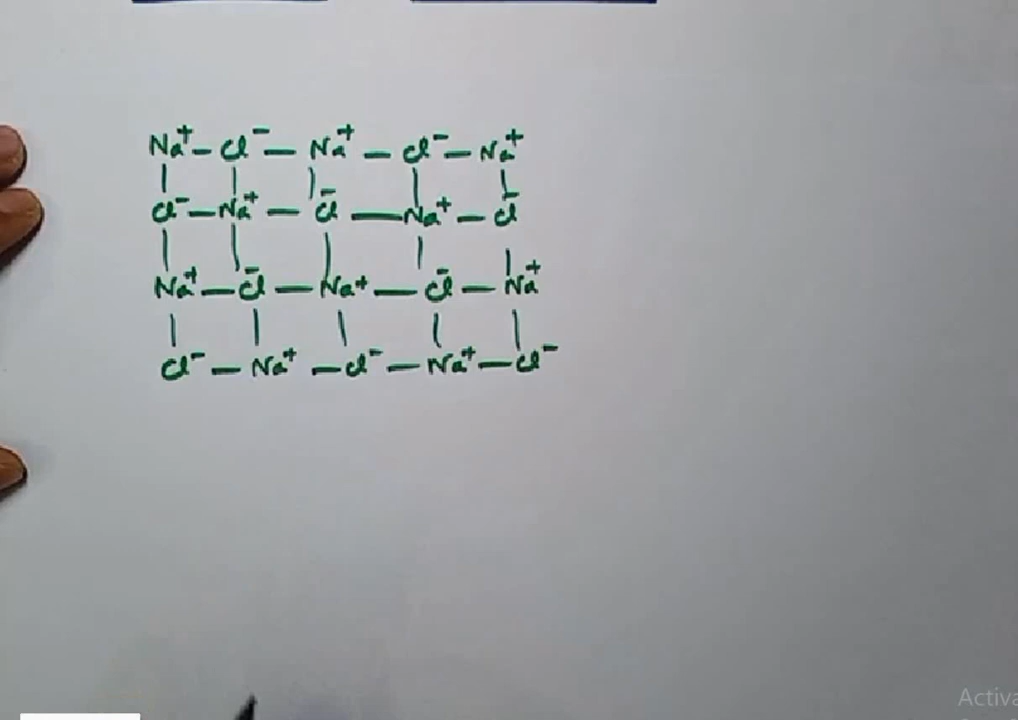 Na⁺ – Cl⁻ – Na⁺ – Cl⁻ – Na⁺
Cl⁻ – Na⁺ – Cl⁻ – Na⁺ – Cl⁻
Na⁺ – Cl⁻ – Na⁺ – Cl⁻ – Na⁺
Cl⁻ – Na⁺ – Cl⁻ – Na⁺ – Cl⁻
Activa